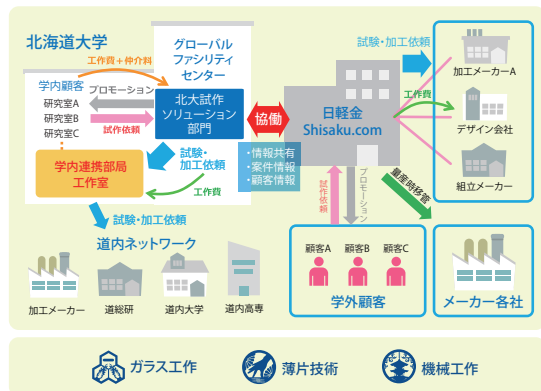 北海道大学
グローバル
ファシリティ
センター
工作費+仲介料
学内顧客
プロモーション
研究室A
研究室B
研究室C
試作依頼
北大試作
ソリューション
部門
協働
・情報共有
・案件情報
・顧客情報
試験・
加工依頼
学内連携部局
工作室
工作費
試験・加工依頼
道内ネットワーク
加工メーカー
道総研
道内大学
道内高専
日軽金
Shisaku.com
試験・加工依頼
加工メーカーA
工作費
デザイン会社
組立メーカー
試作依頼
プロモーション
量産時移管
顧客A
顧客B
顧客C
学外顧客
メーカー各社
ガラス工作
薄片技術
機械工作